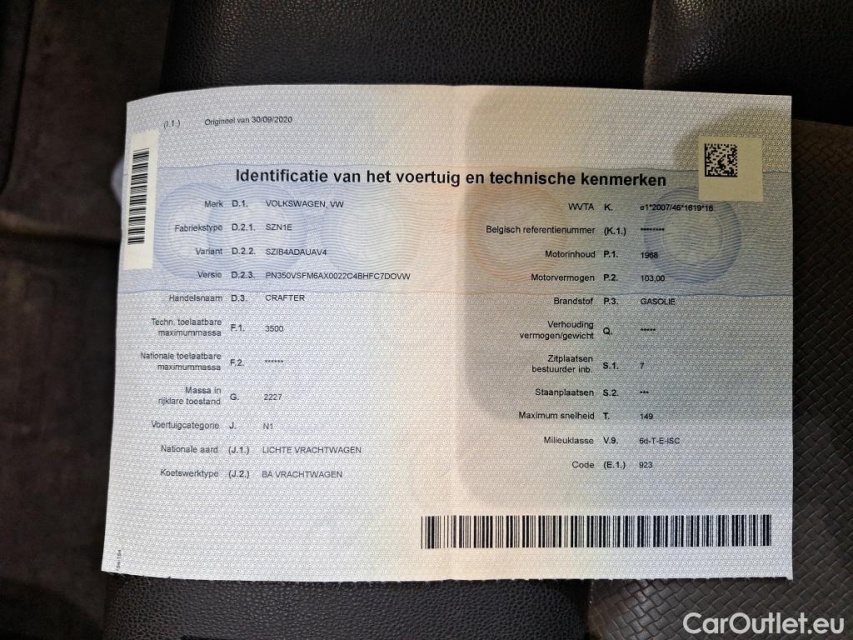 (I.1.) Origineel van 30/09/2020
Identificatie van het voertuig en technische kenmerken
Merk D.1. VOLKSWAGEN, VW
Fabriekstype D.2.1. SZN1E
Variant D.2.2. SZIB4ADAUAV4
Versie D.2.3. PN350VSFM6AX0022C4BHFC7DOVW
Handelsnaam D.3. CRAFTER
Techn. toelaatbare
maximummassa F.1. 3500
Nationale toelaatbare
maximummassa F.2. ******
Massa in
rijklare toestand G. 2227
Voertuigcategorie J. N1
Nationale aard (J.1.) LICHTE VRACHTWAGEN
Koetswerktype (J.2.) BA VRACHTWAGEN
WVTA K. e1*2007/46*1619*16
Belgisch referentienummer (K.1.) ********
Motorinhoud P.1. 1968
Motorvermogen P.2. 103,00
Brandstof P.3. GASOLIE
Verhouding
vermogen/gewicht Q. *****
Zitplaatsen
bestuurder inb. S.1. 7
Staanplaatsen S.2. ***
Maximum snelheid T. 149
Milieuklasse V.9. 6d-T-E-ISC
Code (E.1.) 923
CarOutlet.eu